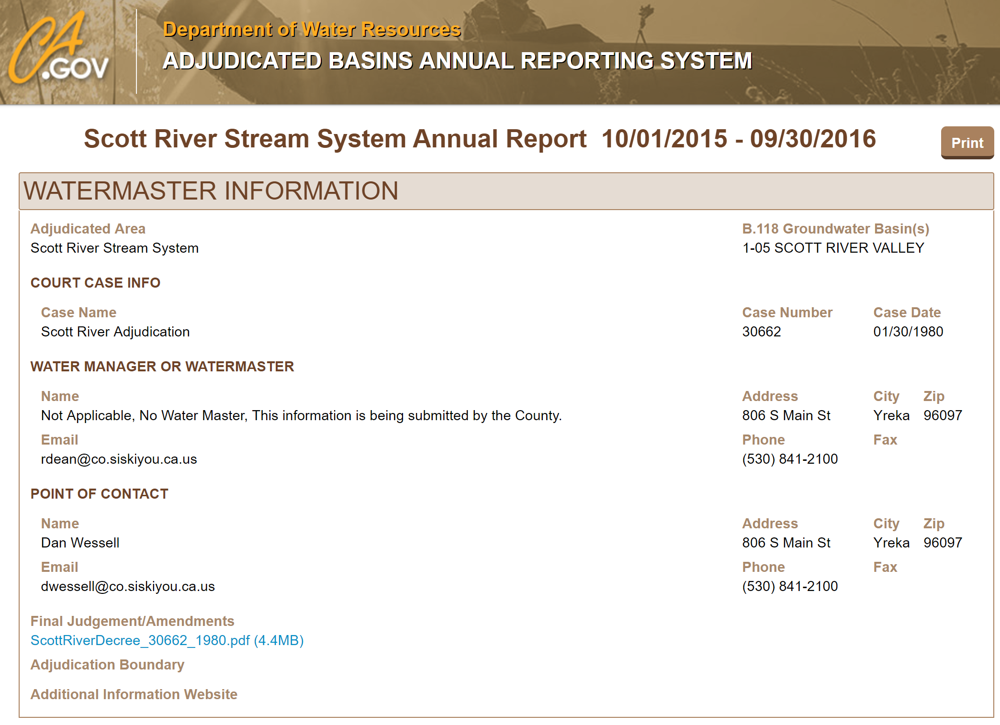 CA.GOV
Department of Water Resources
ADJUDICATED BASINS ANNUAL REPORTING SYSTEM
Scott River Stream System Annual Report 10/01/2015 - 09/30/2016
Print
WATERMASTER INFORMATION
Adjudicated Area B.118 Groundwater Basin(s)
Scott River Stream System 1-05 SCOTT RIVER VALLEY
COURT CASE INFO
Case Name Case Number Case Date
Scott River Adjudication 30662 01/30/1980
WATER MANAGER OR WATERMASTER
Name Address City Zip
Not Applicable, No Water Master, This information is being submitted by the County. 806 S Main St Yreka 96097
Email Phone Fax
rdean@co.siskiyou.ca.us (530) 841-2100
POINT OF CONTACT
Name Address City Zip
Dan Wessell 806 S Main St Yreka 96097
Email Phone Fax
dwessell@co.siskiyou.ca.us (530) 841-2100
Final Judgement/Amendments
ScottRiverDecree_30662_1980.pdf (4.4MB)
Adjudication Boundary
Additional Information Website